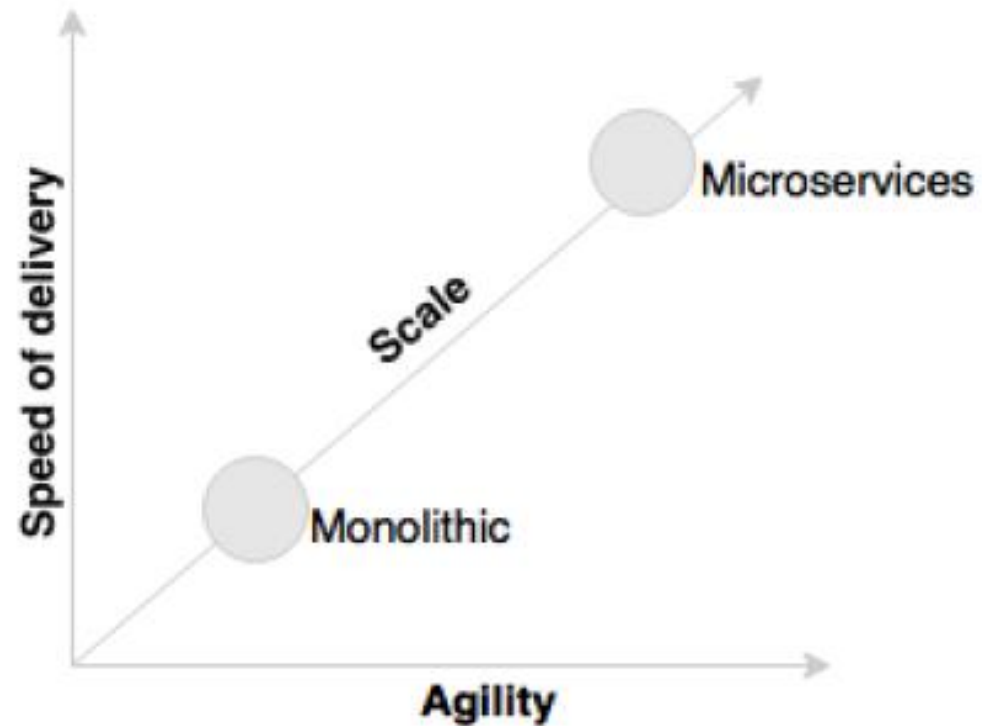 Speed of delivery
Microservices
Scale
Monolithic
Agility